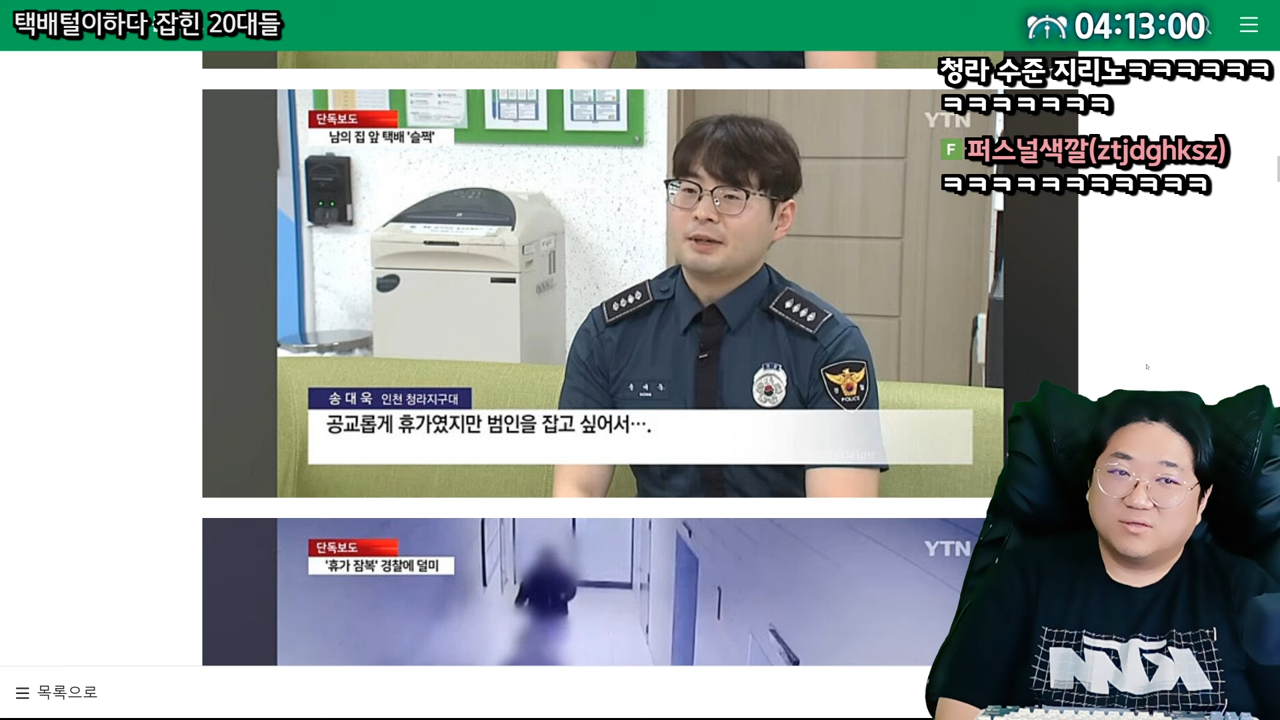 택배털이하다 잡힌 20대들
04:13:00
청라 수준 지리노ㅋㅋㅋㅋㅋㅋ
ㅋㅋㅋㅋㅋㅋㅋ
F 퍼스널색깔(ztjdghksz)
ㅋㅋㅋㅋㅋㅋㅋㅋㅋㅋㅋ
단독보도
남의 집 앞 택배 '슬쩍'
YTN
POLICE
송대욱 인천 청라지구대
공교롭게 휴가였지만 범인을 잡고 싶어서….
단독보도
'휴가 잠복' 경찰에 덜미
YTN
목록으로